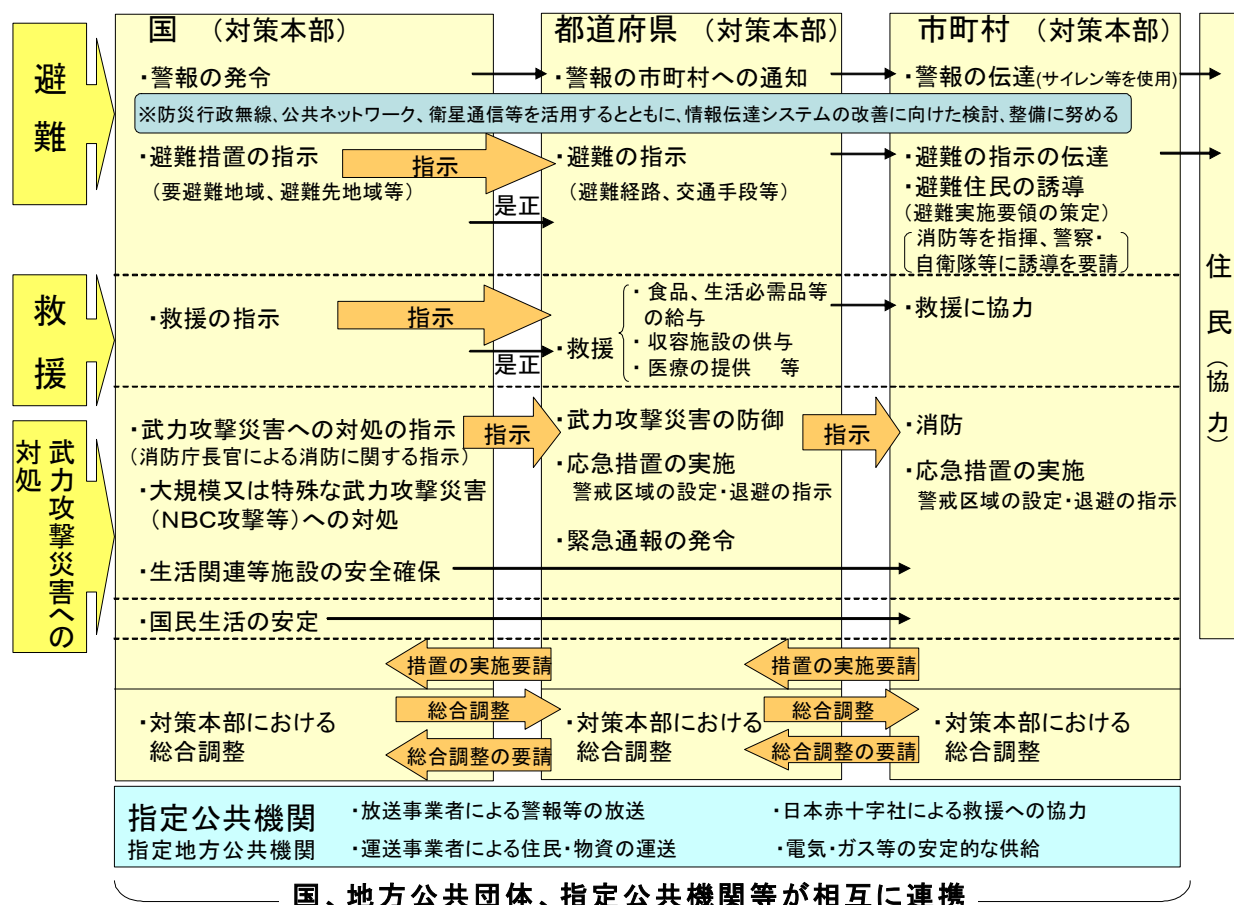 国 （対策本部）
都道府県 （対策本部）
市町村 （対策本部）
避難
・警報の発令
・警報の市町村への通知
・警報の伝達(サイレン等を使用)
※防災行政無線、公共ネットワーク、衛星通信等を活用するとともに、情報伝達システムの改善に向けた検討、整備に努める
・避難措置の指示
（要避難地域、避難先地域等）
指示
是正
・避難の指示
（避難経路、交通手段等）
・避難の指示の伝達
・避難住民の誘導
（避難実施要領の策定）
消防等を指揮、警察・
自衛隊等に誘導を要請
救援
・救援の指示
指示
是正
・救援
・ 食品、生活必需品等
の給与
・ 収容施設の供与
・ 医療の提供 等
・救援に協力
武力攻撃災害への
対処
・武力攻撃災害への対処の指示
（消防庁長官による消防に関する指示）
・大規模又は特殊な武力攻撃災害
（ＮＢＣ攻撃等）への対処
・生活関連等施設の安全確保
指示
・武力攻撃災害の防御
・応急措置の実施
警戒区域の設定・退避の指示
・緊急通報の発令
指示
・消防
・応急措置の実施
警戒区域の設定・退避の指示
・国民生活の安定
措置の実施要請
措置の実施要請
・対策本部における
総合調整
総合調整
総合調整の要請
・対策本部における
総合調整
総合調整
総合調整の要請
・対策本部における
総合調整
住民（協力）
指定公共機関
指定地方公共機関
・放送事業者による警報等の放送
・日本赤十字社による救援への協力
・運送事業者による住民・物資の運送
・電気・ガス等の安定的な供給
国、地方公共団体、指定公共機関等が相互に連携